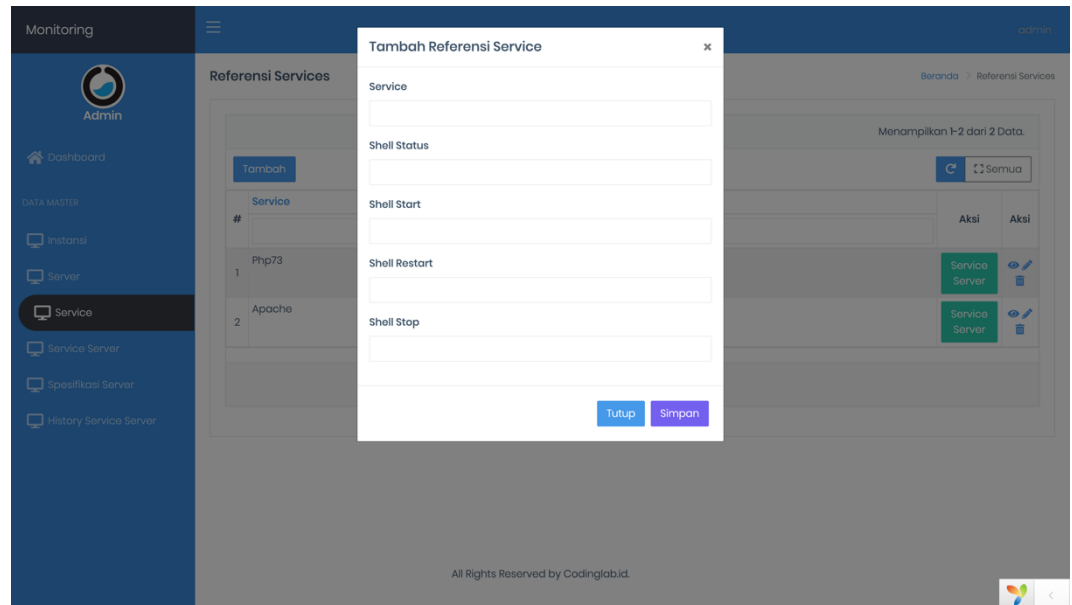 Monitoring
admin
Admin
Dashboard
DATA MASTER
Instansi
Server
Service
Service Server
Spesifikasi Server
History Service Server
Referensi Services
Beranda > Referensi Services
Menampilkan 1-2 dari 2 Data.
Tambah
Semua
# Service Aksi Aksi
1 Php73 Service Server
2 Apache Service Server
Tambah Referensi Service ×
Service
Shell Status
Shell Start
Shell Restart
Shell Stop
Tutup Simpan
All Rights Reserved by Codinglab.id.